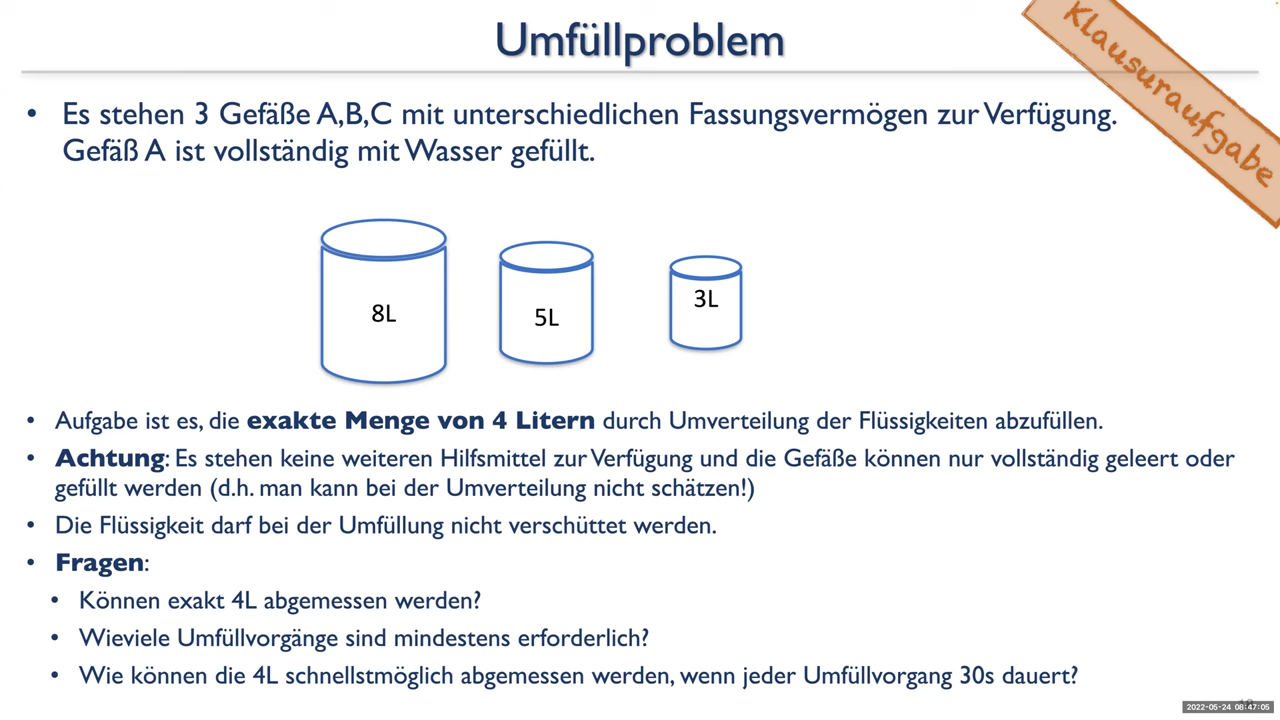 Umfüllproblem
Klausuraufgabe
• Es stehen 3 Gefäße A,B,C mit unterschiedlichen Fassungsvermögen zur Verfügung.
Gefäß A ist vollständig mit Wasser gefüllt.
8L
5L
3L
• Aufgabe ist es, die exakte Menge von 4 Litern durch Umverteilung der Flüssigkeiten abzufüllen.
• Achtung: Es stehen keine weiteren Hilfsmittel zur Verfügung und die Gefäße können nur vollständig geleert oder
gefüllt werden (d.h. man kann bei der Umverteilung nicht schätzen!)
• Die Flüssigkeit darf bei der Umfüllung nicht verschüttet werden.
• Fragen:
• Können exakt 4L abgemessen werden?
• Wieviele Umfüllvorgänge sind mindestens erforderlich?
• Wie können die 4L schnellstmöglich abgemessen werden, wenn jeder Umfüllvorgang 30s dauert?
2022-05-24 08:47:05